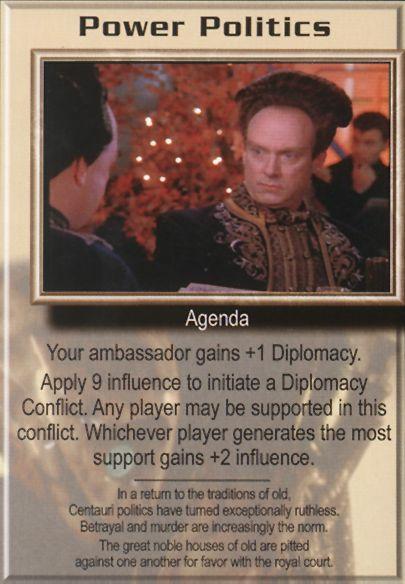 Power Politics
Agenda
Your ambassador gains +1 Diplomacy.
Apply 9 influence to initiate a Diplomacy
Conflict. Any player may be supported in this
conflict. Whichever player generates the most
support gains +2 influence.
In a return to the traditions of old,
Centauri politics have turned exceptionally ruthless.
Betrayal and murder are increasingly the norm.
The great noble houses of old are pitted
against one another for favor with the royal court.